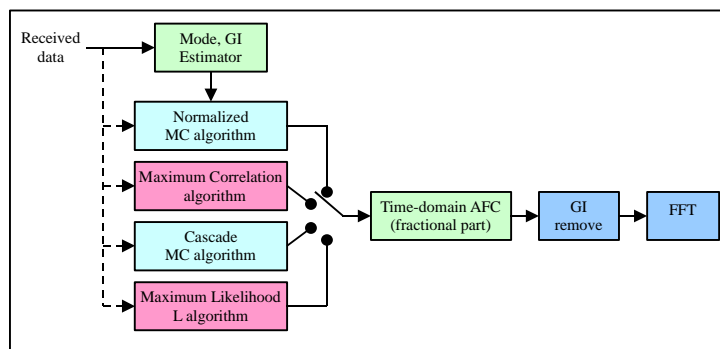 Received
data
Mode, GI
Estimator
Normalized
MC algorithm
Maximum Correlation
algorithm
Cascade
MC algorithm
Maximum Likelihood
L algorithm
Time-domain AFC
(fractional part)
GI
remove
FFT